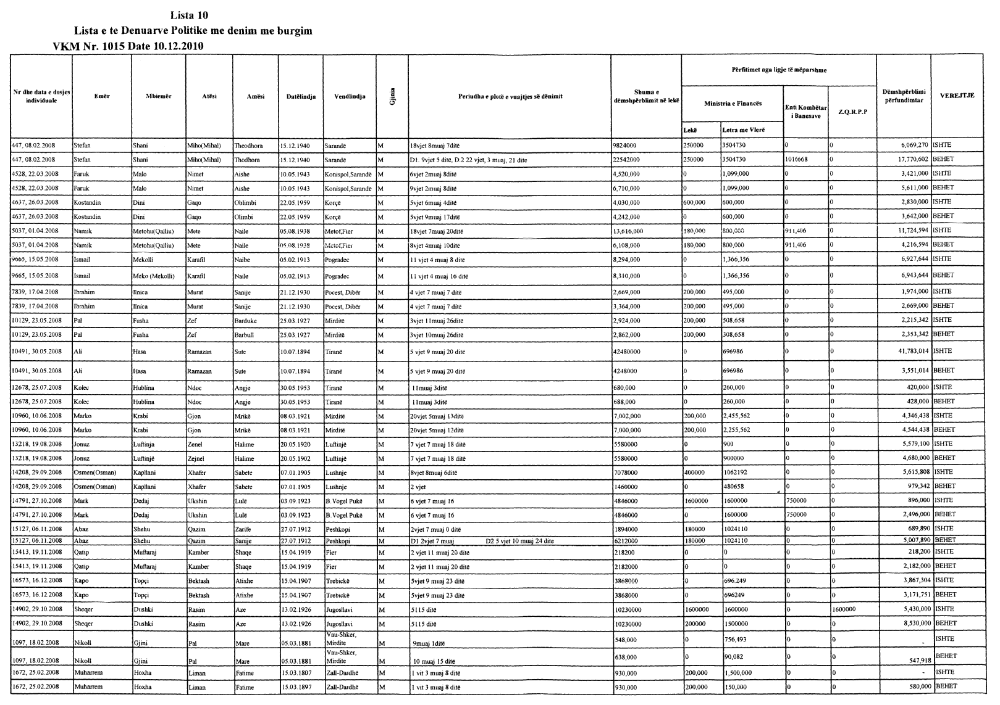 Lista 10
Lista e te Denuarve Politike me denim me burgim
VKM Nr. 1015 Date 10.12.2010
Nr dhe data e dosjes individuale Emër Mbiemër Atësi Amësi Datëlindja Vendlindja Gjinia Periudha e plotë e vuajtjes së dënimit Shuma e dëmshpërblimit në lekë Përfitimet nga ligje të mëparshme Ministria e Financës Lekë Letra me Vlerë Enti Kombëtar i Banesave Z.Q.R.P.P Dëmshpërblimi përfundimtar VEREJTJE
447, 08.02.2008 Stefan Shani Miho(Mihal) Theodhora 15.12.1940 Sarandë M 18vjet 8muaj 7ditë 9824000 250000 3504730 0 0 6,069,270 ISHTE
447, 08.02.2008 Stefan Shani Miho(Mihal) Thodhora 15.12.1940 Sarandë M D1. 9vjet 5 ditë, D.2 22 vjet, 3 muaj, 21 dite 22542000 250000 3504730 1016668 0 17,770,602 BEHET
4528, 22.03.2008 Faruk Malo Nimet Aishe 10.05.1943 Konispol,Sarandë M 6vjet 2muaj 8ditë 4,520,000 0 1,099,000 0 0 3,421,000 ISHTE
4528, 22.03.2008 Faruk Malo Nimet Aishe 10.05.1943 Konispol,Sarandë M 9vjet 2muaj 8ditë 6,710,000 0 1,099,000 0 0 5,611,000 BEHET
4637, 26.03.2008 Kostandin Dini Gaqo Oblimbi 22.05.1959 Korçë M 5vjet 6muaj 4ditë 4,030,000 600,000 600,000 0 0 2,830,000 ISHTE
4637, 26.03.2008 Kostandin Dini Gaqo Olimbi 22.05.1959 Korçë M 5vjet 9muaj 17ditë 4,242,000 0 600,000 0 0 3,642,000 BEHET
5037, 01.04.2008 Namik Metohu(Qalliu) Mete Naile 05.08.1938 Metof,Fier M 18vjet 7muaj 20ditë 13,616,000 180,000 800,000 911,406 0 11,724,594 ISHTE
5037, 01.04.2008 Namik Metohu(Qalliu) Mete Naile 05.08.1938 Metof,Fier M 8vjet 4muaj 10ditë 6,108,000 180,000 800,000 911,406 0 4,216,594 BEHET
9665, 15.05.2008 Ismail Mekolli Karafil Naibe 05.02.1913 Pogradec M 11 vjet 4 muaj 8 ditë 8,294,000 0 1,366,356 0 0 6,927,644 ISHTE
9665, 15.05.2008 Ismail Meko (Mekolli) Karafil Naile 05.02.1913 Pogradec M 11 vjet 4 muaj 16 ditë 8,310,000 0 1,366,356 0 0 6,943,644 BEHET
7839, 17.04.2008 Ibrahim Ilnica Murat Sanije 21.12.1930 Pocest, Dibër M 4 vjet 7 muaj 7 ditë 2,669,000 200,000 495,000 0 0 1,974,000 ISHTE
7839, 17.04.2008 Ibrahim Ilnica Murat Sanije 21.12.1930 Pocest, Dibër M 4 vjet 7 muaj 7 ditë 3,364,000 200,000 495,000 0 0 2,669,000 BEHET
10129, 23.05.2008 Pal Fusha Zef Barduke 25.03.1927 Mirditë M 3vjet 11muaj 26ditë 2,924,000 200,000 508,658 0 0 2,215,342 ISHTE
10129, 23.05.2008 Pal Fusha Zef Barbull 25.03.1927 Mirditë M 3vjet 10muaj 26ditë 2,862,000 200,000 308,658 0 0 2,353,342 BEHET
10491, 30.05.2008 Ali Hasa Ramazan Sute 10.07.1894 Tiranë M 5 vjet 9 muaj 20 ditë 42480000 0 696986 0 0 41,783,014 ISHTE
10491, 30.05.2008 Ali Hasa Ramazan Sute 10.07.1894 Tiranë M 5 vjet 9 muaj 20 ditë 4248000 0 696986 0 0 3,551,014 BEHET
12678, 25.07.2008 Kolec Hublina Ndoc Angje 30.05.1953 Tiranë M 11muaj 3ditë 680,000 0 260,000 0 0 420,000 ISHTE
12678, 25.07.2008 Kolec Hublina Ndoc Angje 30.05.1953 Tiranë M 11muaj 3ditë 688,000 0 260,000 0 0 428,000 BEHET
10960, 10.06.2008 Marko Krabi Gjon Mrikë 08.03.1921 Mirditë M 20vjet 5muaj 13ditë 7,002,000 200,000 2,455,562 0 0 4,346,438 ISHTE
10960, 10.06.2008 Marko Krabi Gjon Mrikë 08.03.1921 Mirditë M 20vjet 5muaj 12ditë 7,000,000 200,000 2,255,562 0 0 4,544,438 BEHET
13218, 19.08.2008 Jonuz Luftinja Zenel Halime 20.05.1920 Luftinjë M 7 vjet 7 muaj 18 ditë 5580000 0 900 0 0 5,579,100 ISHTE
13218, 19.08.2008 Jonuz Luftinjë Zejnel Halime 20.05.1902 Luftinjë M 7 vjet 7 muaj 18 ditë 5580000 0 900000 0 0 4,680,000 BEHET
14208, 29.09.2008 Osmen(Osman) Kapllani Xhafer Sabete 07.01.1905 Lushnje M 8vjet 8muaj 6ditë 7078000 400000 1062192 0 0 5,615,808 ISHTE
14208, 29.09.2008 Osmen(Osman) Kapllani Xhafer Sabete 07.01.1905 Lushnje M 2 vjet 1460000 0 480658 0 0 979,342 BEHET
14791, 27.10.2008 Mark Dedaj Ukshin Lulë 03.09.1923 B.Vogel Pukë M 6 vjet 7 muaj 16 4846000 1600000 1600000 750000 0 896,000 ISHTE
14791, 27.10.2008 Mark Dedaj Ukshin Lulë 03.09.1923 B.Vogel Pukë M 6 vjet 7 muaj 16 4846000 0 1600000 750000 0 2,496,000 BEHET
15127, 06.11.2008 Abaz Shehu Qazim Zarife 27.07.1912 Peshkopi M 2vjet 7 muaj 0 ditë 1894000 180000 1024110 0 0 689,890 ISHTE
15127, 06.11.2008 Abaz Shehu Qazim Sanije 27.07.1912 Peshkopi M D1 2vjet 7 muaj D2 5 vjet 10 muaj 24 dite 6212000 180000 1024110 0 0 5,007,890 BEHET
15413, 19.11.2008 Qatip Muftaraj Kamber Shaqe 15.04.1919 Fier M 2 vjet 11 muaj 20 ditë 218200 0 0 0 0 218,200 ISHTE
15413, 19.11.2008 Qatip Muftaraj Kamber Shaqe 15.04.1919 Fier M 2 vjet 11 muaj 20 ditë 2182000 0 0 0 0 2,182,000 BEHET
16573, 16.12.2008 Kapo Topçi Bektash Atixhe 15.04.1907 Trebickë M 5vjet 9 muaj 23 ditë 3868000 0 696.249 0 0 3,867,304 ISHTE
16573, 16.12.2008 Kapo Topçi Bektash Atixhe 15.04.1907 Trebickë M 5vjet 9 muaj 23 ditë 3868000 0 696249 0 0 3,171,751 BEHET
14902, 29.10.2008 Sheqer Dushki Rasim Aze 13.02.1926 Jugosllavi M 5115 ditë 10230000 1600000 1600000 0 1600000 5,430,000 ISHTE
14902, 29.10.2008 Sheqer Dushki Rasim Aze 13.02.1926 Jugosllavi M 5115 ditë 10230000 200000 1500000 0 0 8,530,000 BEHET
1097, 18.02.2008 Nikoll Gjini Pal Mare 05.03.1881 Vau-Shker, Mirdite M 9muaj 1ditë 548,000 0 756,493 0 0 - ISHTE
1097, 18.02.2008 Nikoll Gjini Pal Mare 05.03.1881 Vau-Shker, Mirdite M 10 muaj 15 ditë 638,000 0 90,082 0 0 547,918 BEHET
1672, 25.02.2008 Muharrem Hoxha Liman Fatime 15.03.1807 Zall-Dardhë M 1 vit 3 muaj 8 ditë 930,000 200,000 1,500,000 0 0 - ISHTE
1672, 25.02.2008 Muharrem Hoxha Liman Fatime 15.03.1897 Zall-Dardhë M 1 vit 3 muaj 8 ditë 930,000 200,000 150,000 0 0 580,000 BEHET